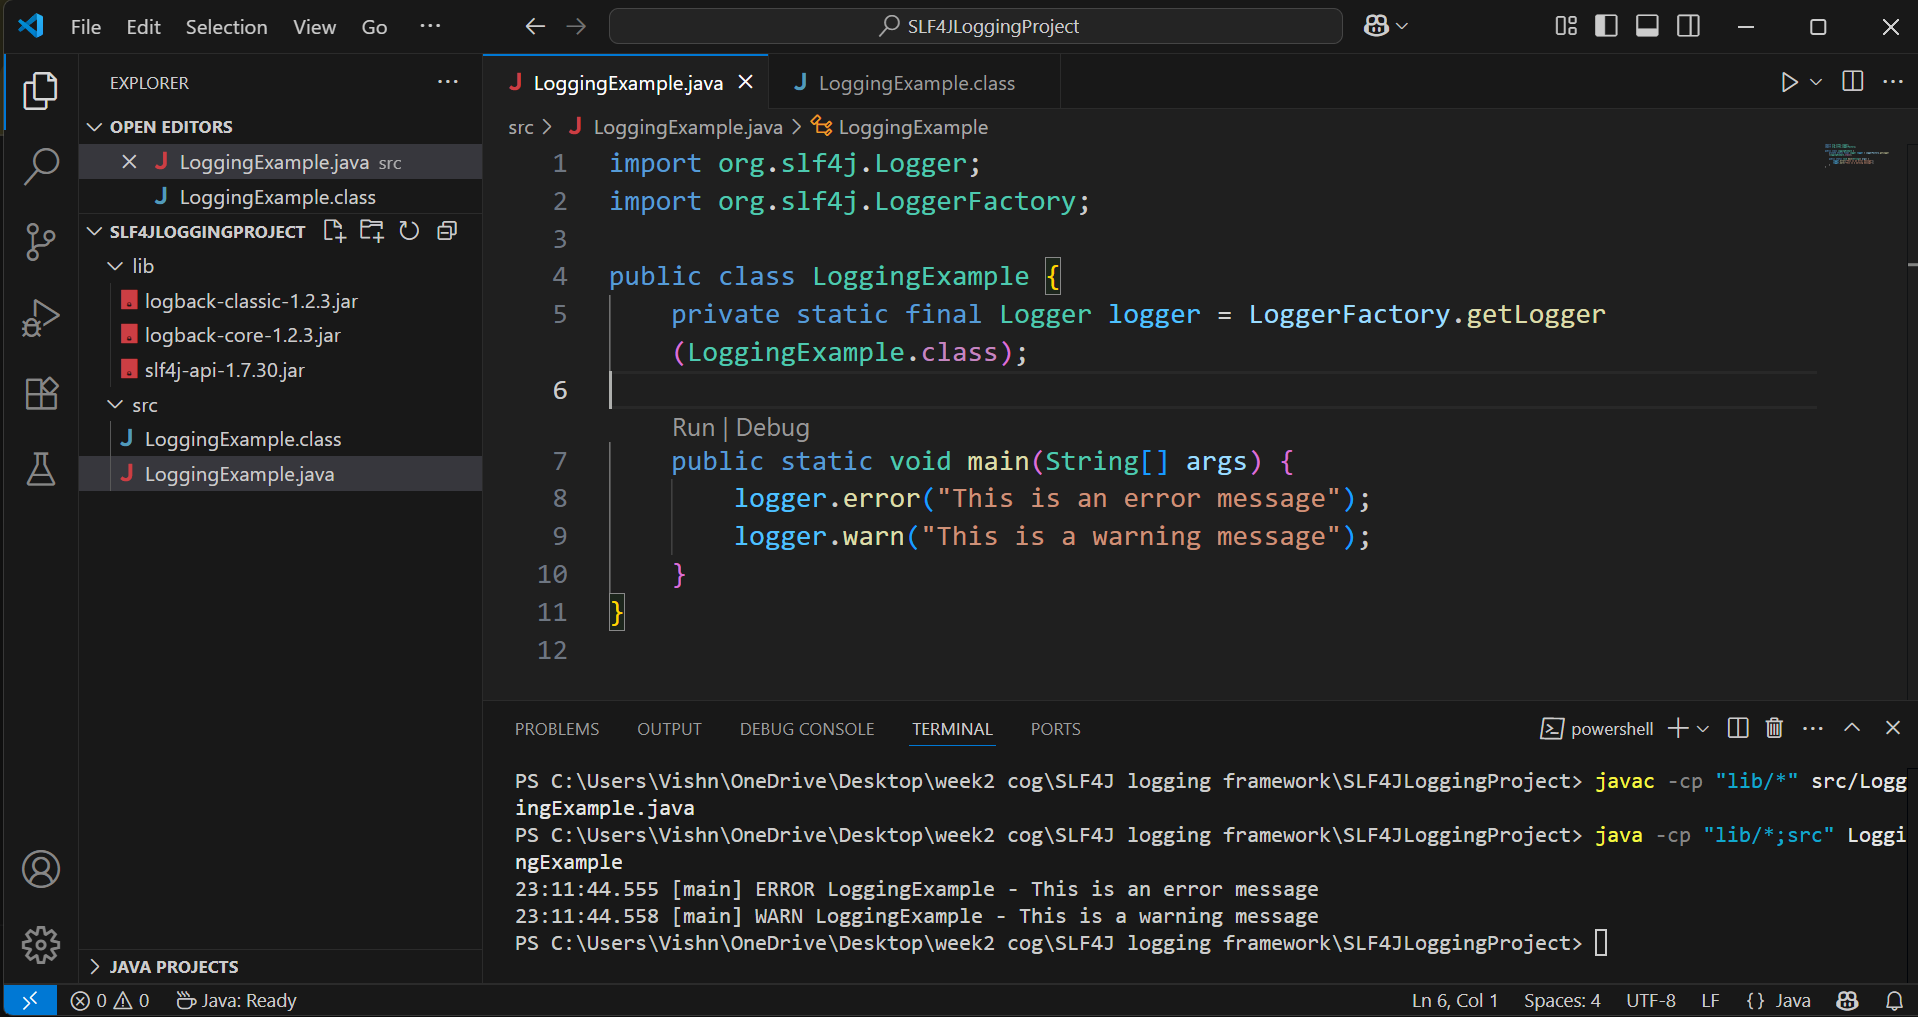 File Edit Selection View Go ···
SLF4JLoggingProject
EXPLORER
OPEN EDITORS
LoggingExample.java src
LoggingExample.class
SLF4JLOGGINGPROJECT
lib
logback-classic-1.2.3.jar
logback-core-1.2.3.jar
slf4j-api-1.7.30.jar
src
LoggingExample.class
LoggingExample.java
JAVA PROJECTS
LoggingExample.java
LoggingExample.class
src > LoggingExample.java > LoggingExample
1 import org.slf4j.Logger;
2 import org.slf4j.LoggerFactory;
3
4 public class LoggingExample {
5 private static final Logger logger = LoggerFactory.getLogger
(LoggingExample.class);
6
Run | Debug
7 public static void main(String[] args) {
8 logger.error("This is an error message");
9 logger.warn("This is a warning message");
10 }
11 }
12
PROBLEMS OUTPUT DEBUG CONSOLE TERMINAL PORTS
powershell
PS C:\Users\Vishn\OneDrive\Desktop\week2 cog\SLF4J logging framework\SLF4JLoggingProject> javac -cp "lib/*" src/Logg
ingExample.java
PS C:\Users\Vishn\OneDrive\Desktop\week2 cog\SLF4J logging framework\SLF4JLoggingProject> java -cp "lib/*;src" Loggi
ngExample
23:11:44.555 [main] ERROR LoggingExample - This is an error message
23:11:44.558 [main] WARN LoggingExample - This is a warning message
PS C:\Users\Vishn\OneDrive\Desktop\week2 cog\SLF4J logging framework\SLF4JLoggingProject>
0 0 Java: Ready
Ln 6, Col 1 Spaces: 4 UTF-8 LF {} Java